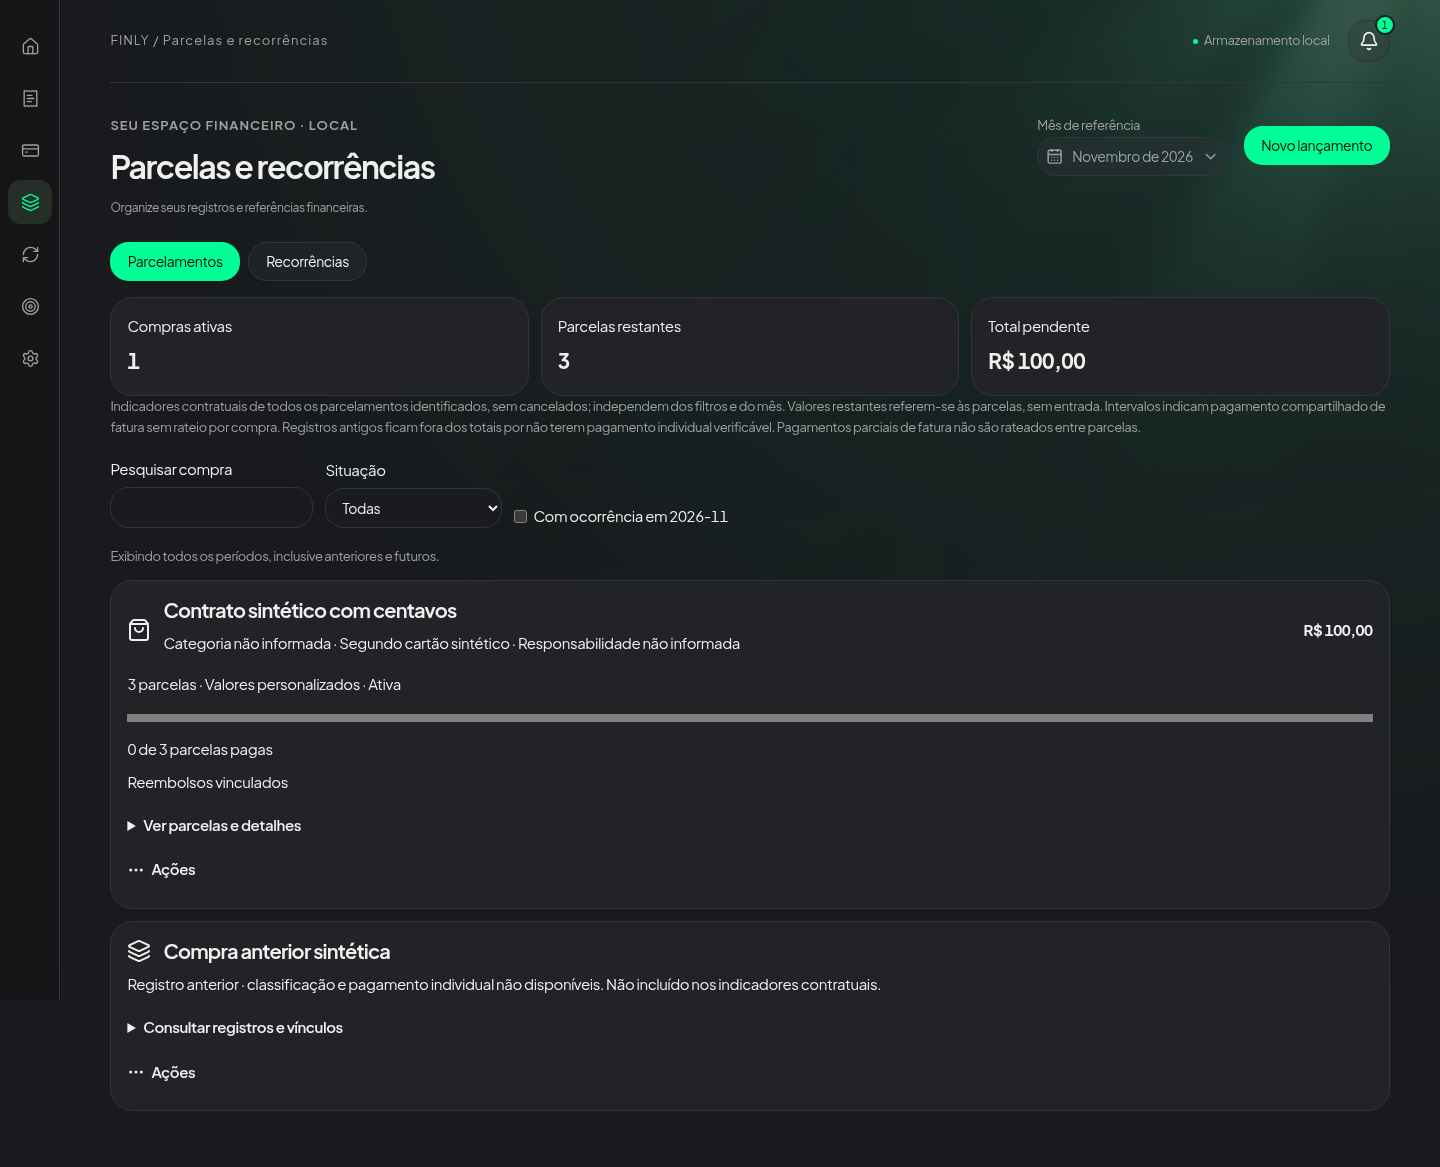 FINLY / Parcelas e recorrências
Armazenamento local
1
SEU ESPAÇO FINANCEIRO · LOCAL
Parcelas e recorrências
Organize seus registros e referências financeiras.
Mês de referência
Novembro de 2026
Novo lançamento
Parcelamentos
Recorrências
Compras ativas
1
Parcelas restantes
3
Total pendente
R$ 100,00
Indicadores contratuais de todos os parcelamentos identificados, sem cancelados; independem dos filtros e do mês. Valores restantes referem-se às parcelas, sem entrada. Intervalos indicam pagamento compartilhado de
fatura sem rateio por compra. Registros antigos ficam fora dos totais por não terem pagamento individual verificável. Pagamentos parciais de fatura não são rateados entre parcelas.
Pesquisar compra
Situação
Todas
Com ocorrência em 2026-11
Exibindo todos os períodos, inclusive anteriores e futuros.
Contrato sintético com centavos
Categoria não informada · Segundo cartão sintético · Responsabilidade não informada
R$ 100,00
3 parcelas · Valores personalizados · Ativa
0 de 3 parcelas pagas
Reembolsos vinculados
Ver parcelas e detalhes
Ações
Compra anterior sintética
Registro anterior · classificação e pagamento individual não disponíveis. Não incluído nos indicadores contratuais.
Consultar registros e vínculos
Ações